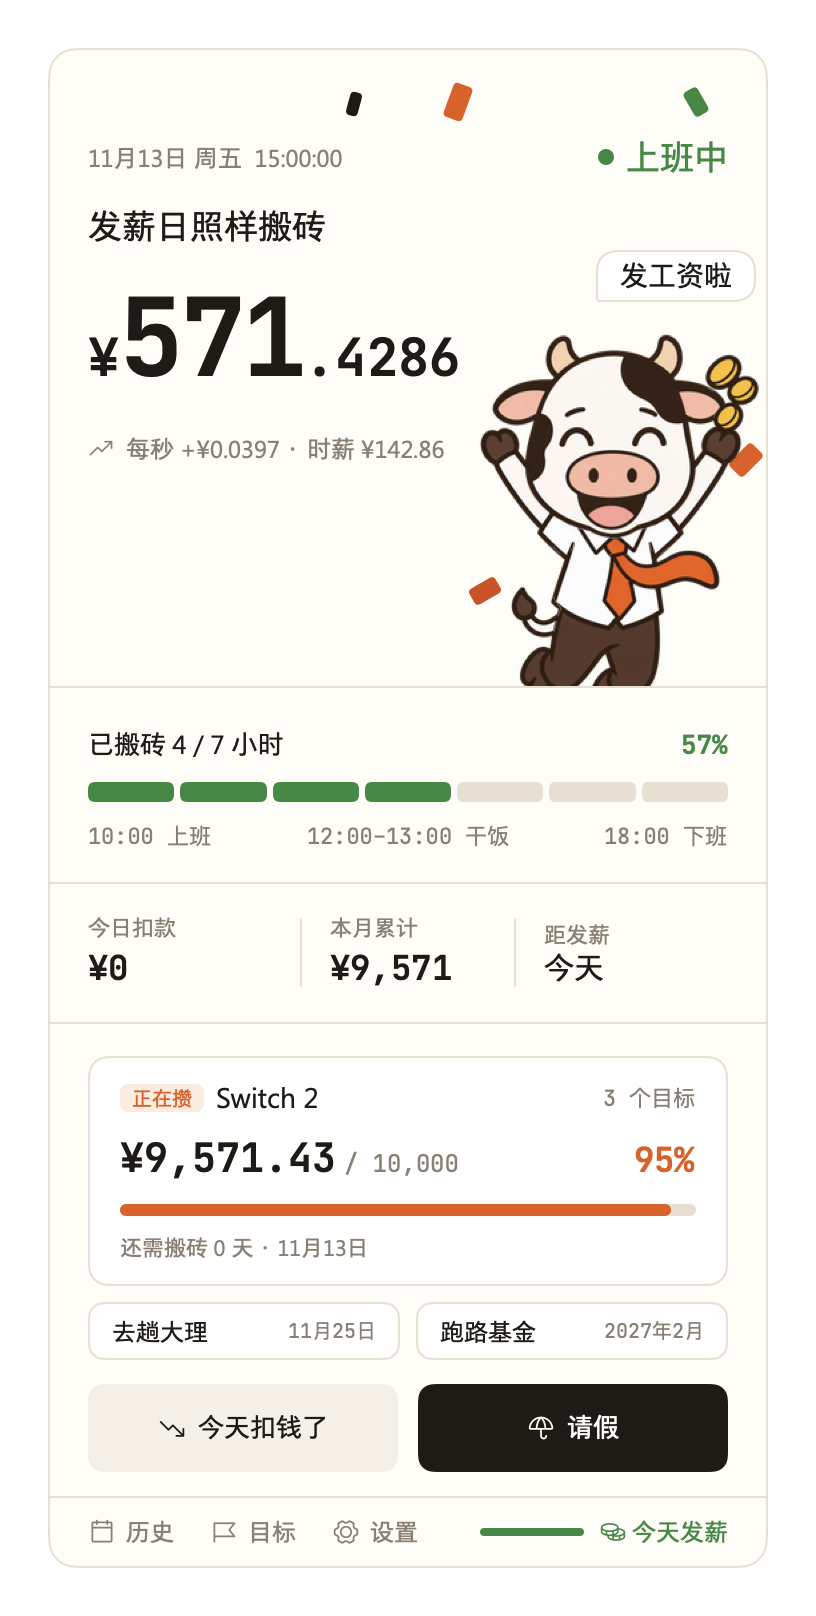 11月13日 周五 15:00:00
上班中
发薪日照样搬砖
发工资啦
¥571.4286
每秒 +¥0.0397 · 时薪 ¥142.86
已搬砖 4 / 7 小时
57%
10:00 上班
12:00-13:00 干饭
18:00 下班
今日扣款
¥0
本月累计
¥9,571
距发薪
今天
正在攒 Switch 2
3 个目标
¥9,571.43 / 10,000
95%
还需搬砖 0 天 · 11月13日
去趟大理
11月25日
跑路基金
2027年2月
今天扣钱了
请假
历史
目标
设置
今天发薪